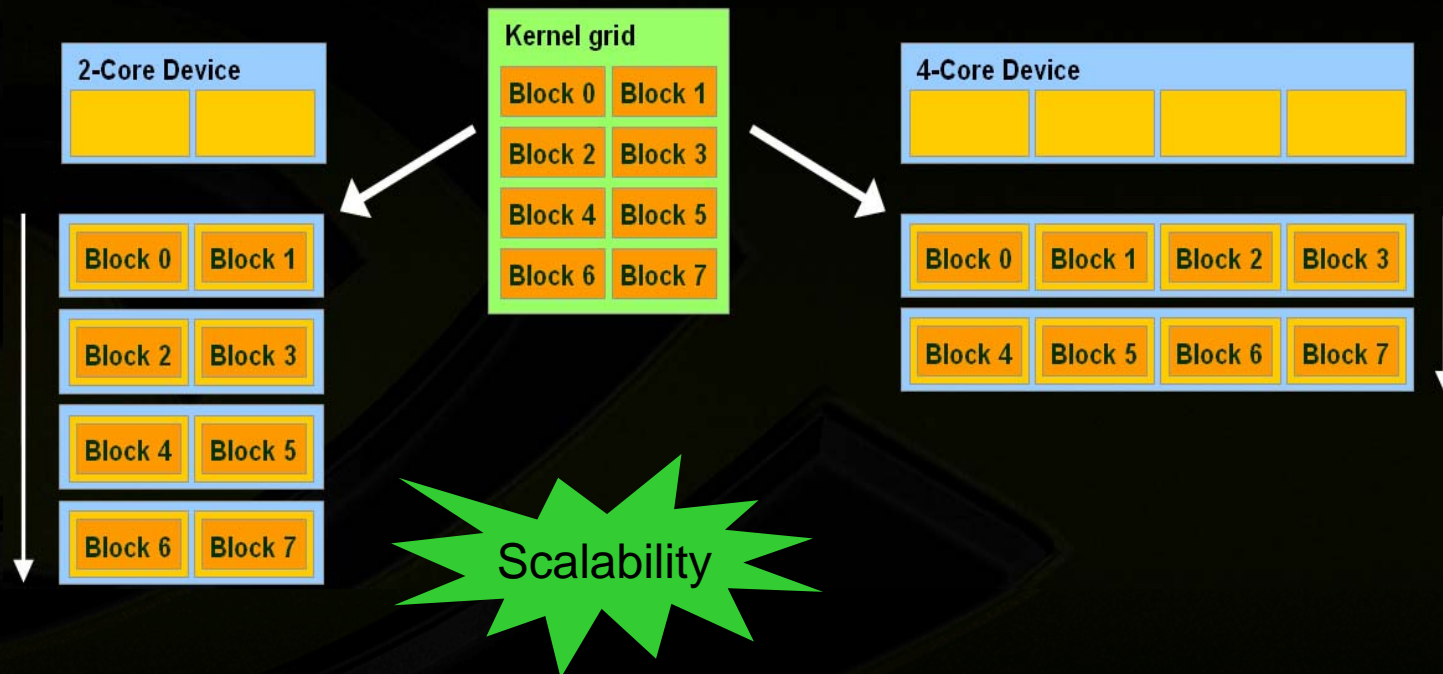 2-Core Device
Block 0 Block 1
Block 2 Block 3
Block 4 Block 5
Block 6 Block 7
Kernel grid
Block 0 Block 1
Block 2 Block 3
Block 4 Block 5
Block 6 Block 7
4-Core Device
Block 0 Block 1 Block 2 Block 3
Block 4 Block 5 Block 6 Block 7
Scalability